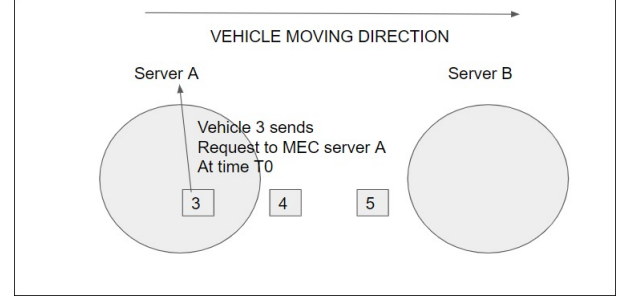 VEHICLE MOVING DIRECTION
Server A
Server B
Vehicle 3 sends
Request to MEC server A
At time T0
3
4
5